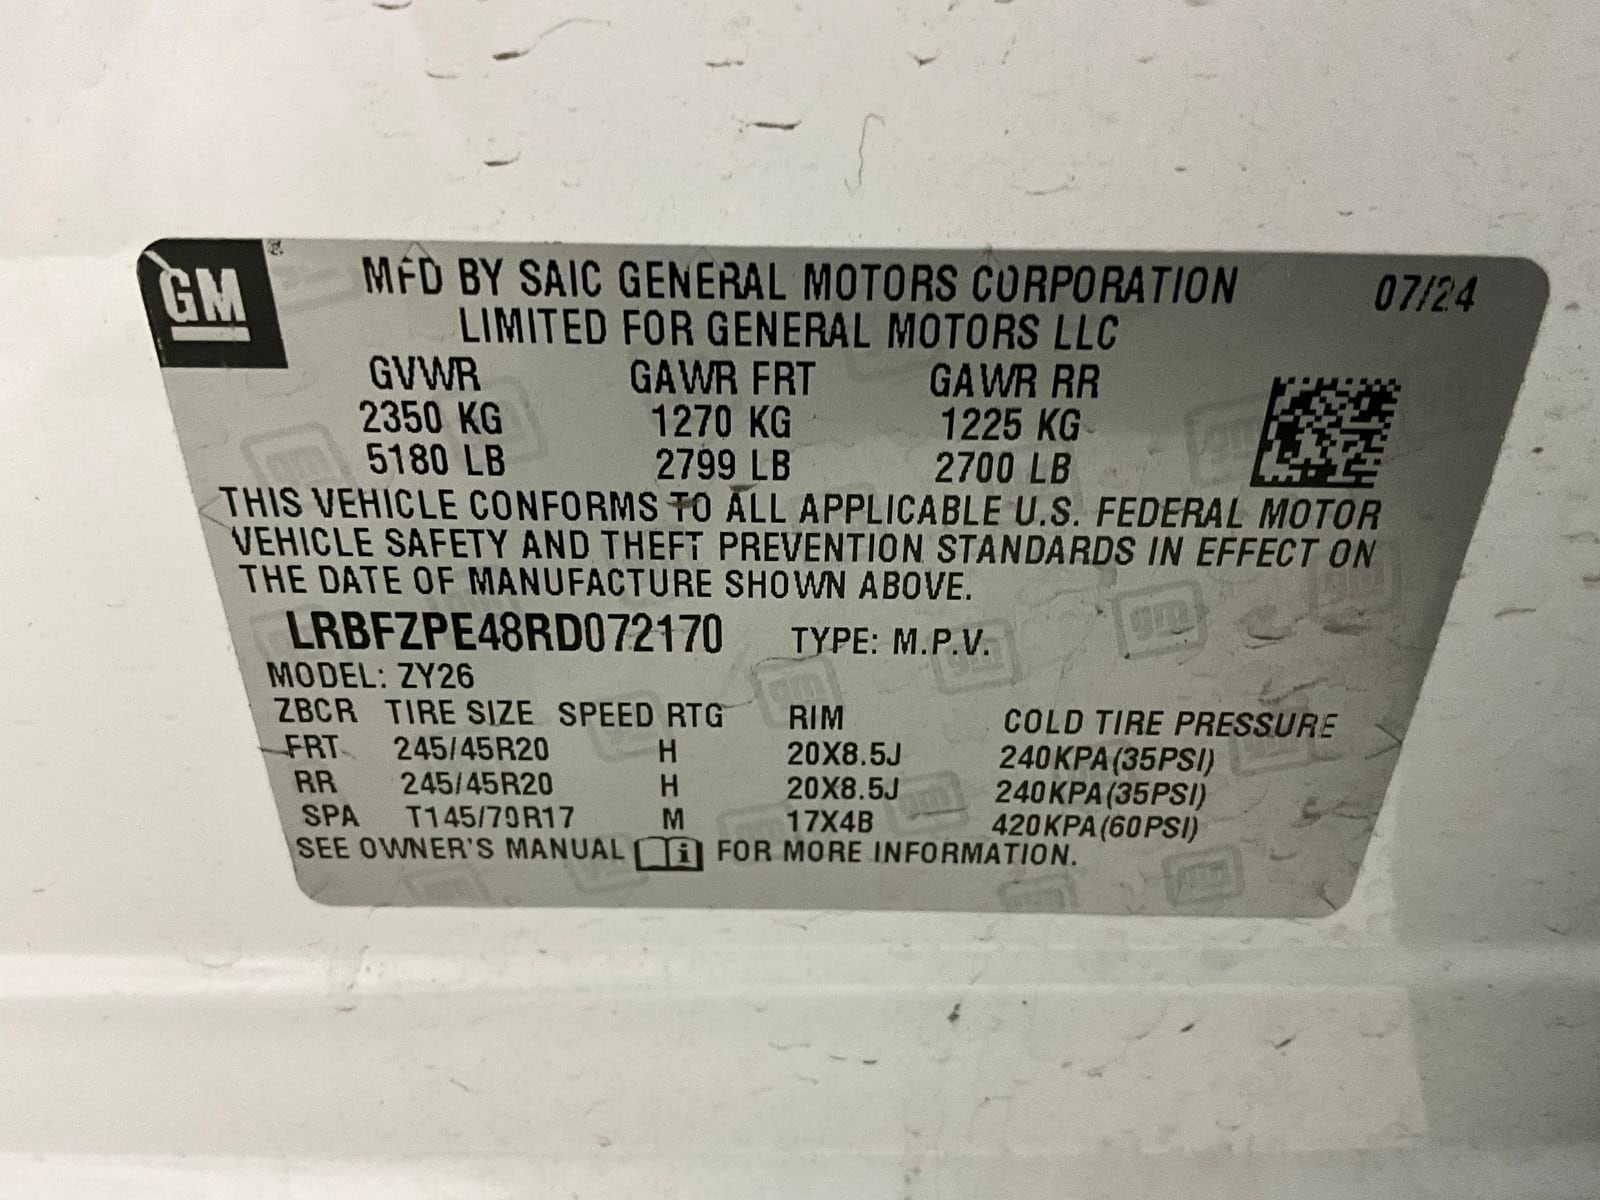 GM
MFD BY SAIC GENERAL MOTORS CORPORATION 07/24
LIMITED FOR GENERAL MOTORS LLC
GVWR GAWR FRT GAWR RR
2350 KG 1270 KG 1225 KG
5180 LB 2799 LB 2700 LB
THIS VEHICLE CONFORMS TO ALL APPLICABLE U.S. FEDERAL MOTOR
VEHICLE SAFETY AND THEFT PREVENTION STANDARDS IN EFFECT ON
THE DATE OF MANUFACTURE SHOWN ABOVE.
LRBFZPE48RD072170 TYPE: M.P.V.
MODEL: ZY26
ZBCR TIRE SIZE SPEED RTG RIM COLD TIRE PRESSURE
FRT 245/45R20 H 20X8.5J 240KPA(35PSI)
RR 245/45R20 H 20X8.5J 240KPA(35PSI)
SPA T145/70R17 M 17X4B 420KPA(60PSI)
SEE OWNER'S MANUAL i FOR MORE INFORMATION.